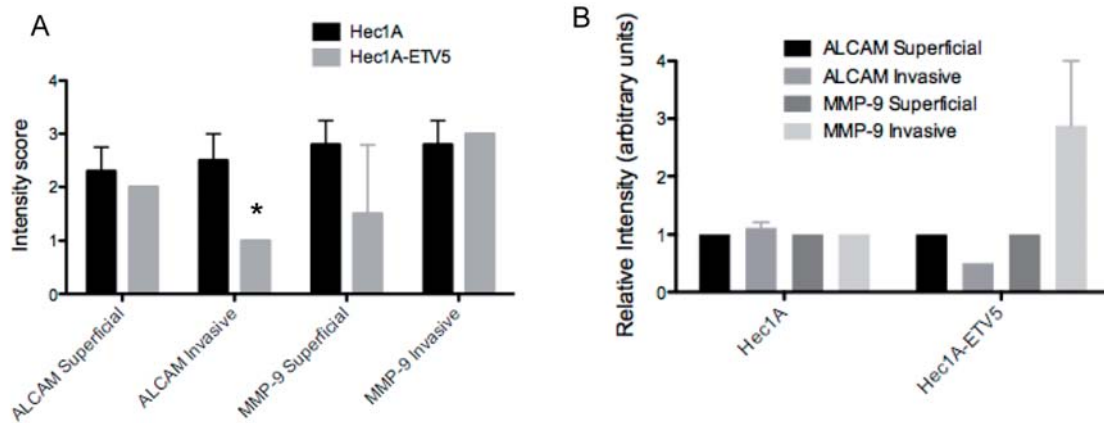 A
Hec1A
Hec1A-ETV5
Intensity score
4
3
2
1
0
*
ALCAM Superficial
ALCAM Invasive
MMP-9 Superficial
MMP-9 Invasive
B
ALCAM Superficial
ALCAM Invasive
MMP-9 Superficial
MMP-9 Invasive
Relative Intensity (arbitrary units)
4
3
2
1
0
Hec1A
Hec1A-ETV5